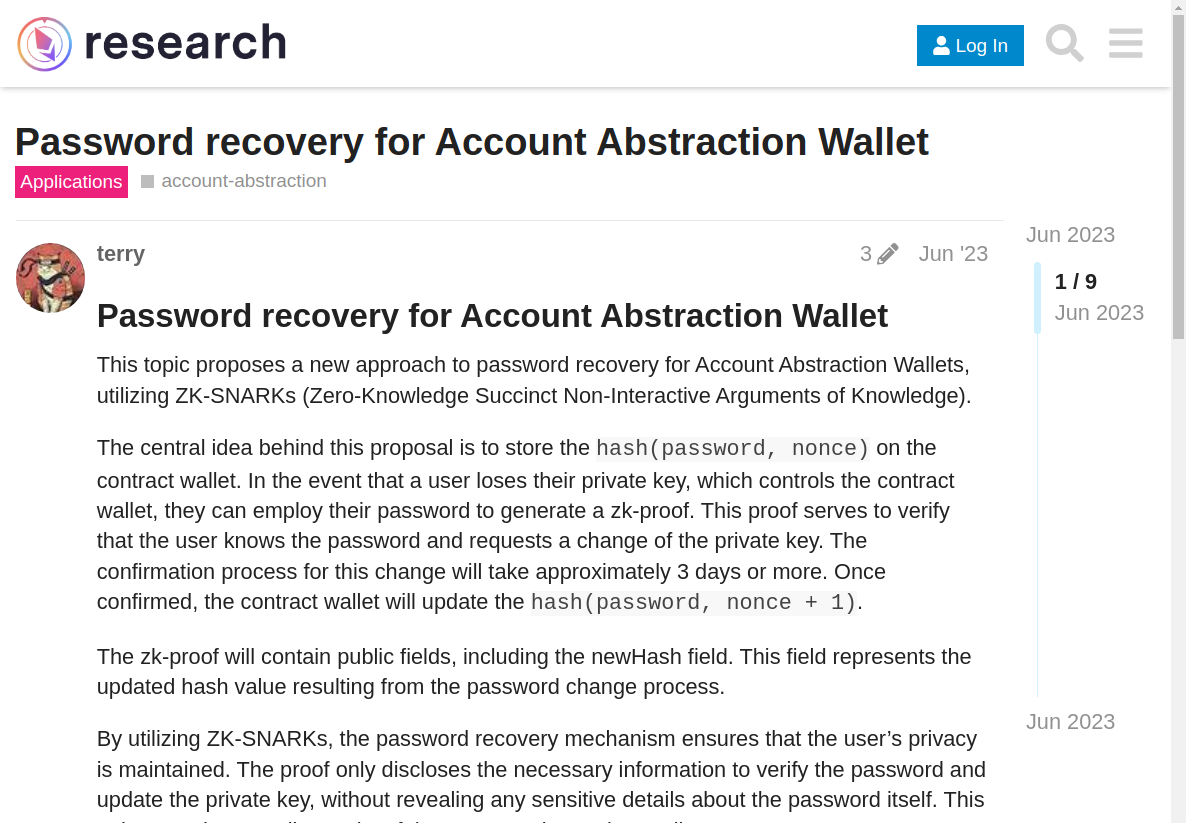 research
Log In
Password recovery for Account Abstraction Wallet
Applications account-abstraction
terry 3 Jun '23
Password recovery for Account Abstraction Wallet
This topic proposes a new approach to password recovery for Account Abstraction Wallets,
utilizing ZK-SNARKs (Zero-Knowledge Succinct Non-Interactive Arguments of Knowledge).
The central idea behind this proposal is to store the hash(password, nonce) on the
contract wallet. In the event that a user loses their private key, which controls the contract
wallet, they can employ their password to generate a zk-proof. This proof serves to verify
that the user knows the password and requests a change of the private key. The
confirmation process for this change will take approximately 3 days or more. Once
confirmed, the contract wallet will update the hash(password, nonce + 1).
The zk-proof will contain public fields, including the newHash field. This field represents the
updated hash value resulting from the password change process.
By utilizing ZK-SNARKs, the password recovery mechanism ensures that the user’s privacy
is maintained. The proof only discloses the necessary information to verify the password and
update the private key, without revealing any sensitive details about the password itself. This
Jun 2023
1 / 9
Jun 2023
Jun 2023